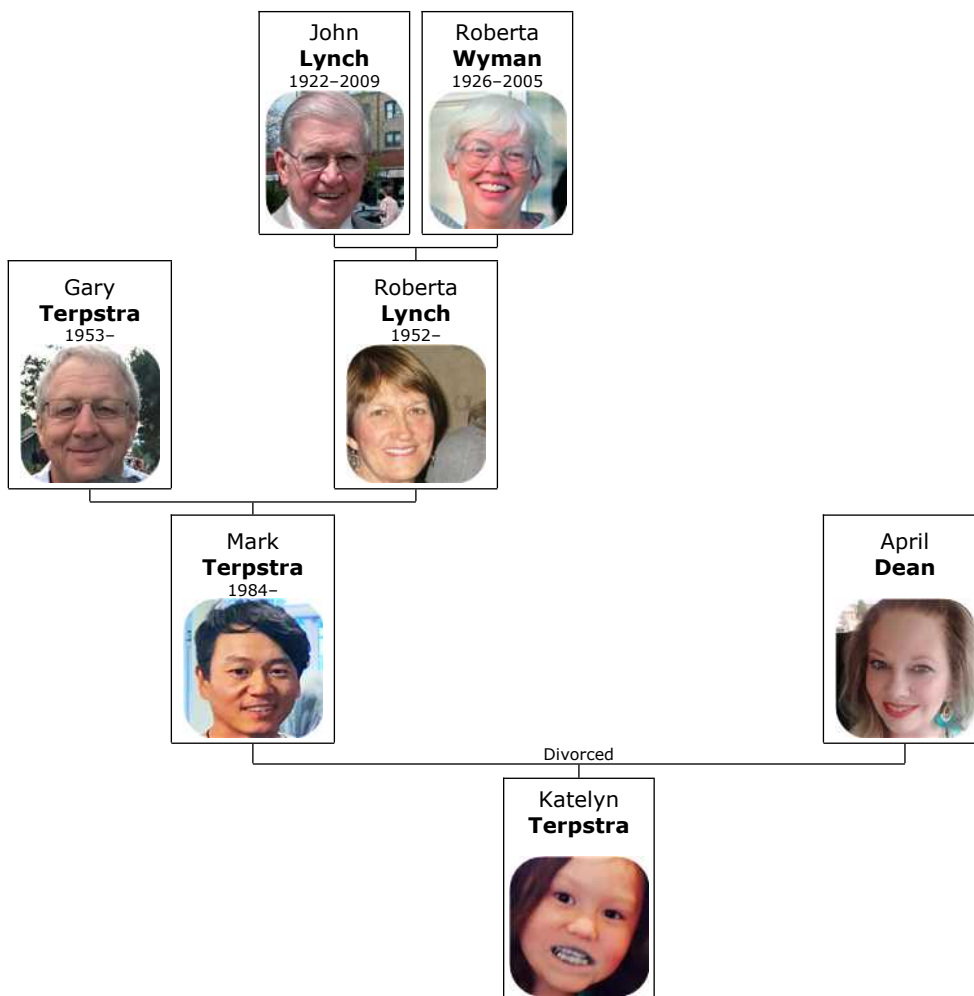 John
Lynch
1922–2009
Roberta
Wyman
1926–2005
Gary
Terpstra
1953–
Roberta
Lynch
1952–
Mark
Terpstra
1984–
April
Dean
Divorced
Katelyn
Terpstra